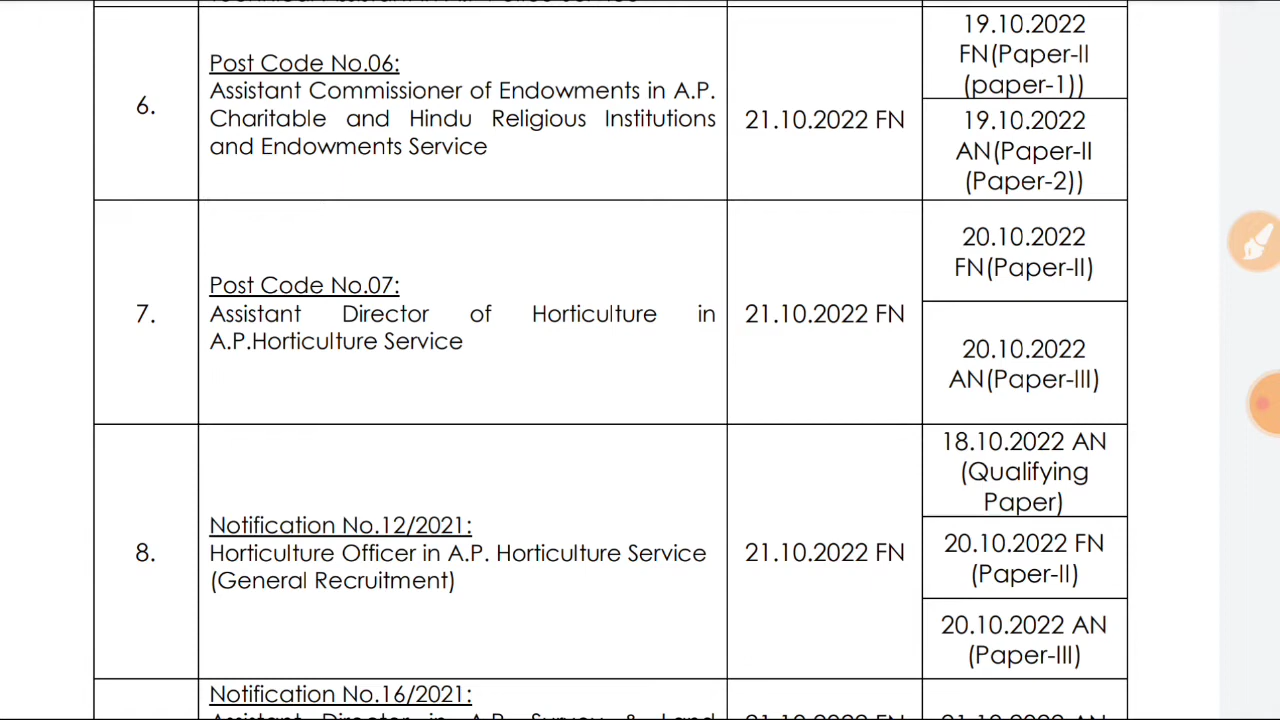 6.
Post Code No.06:
Assistant Commissioner of Endowments in A.P.
Charitable and Hindu Religious Institutions
and Endowments Service
21.10.2022 FN
19.10.2022
FN(Paper-II
(paper-1))
19.10.2022
AN(Paper-II
(Paper-2))
7.
Post Code No.07:
Assistant Director of Horticulture in
A.P.Horticulture Service
21.10.2022 FN
20.10.2022
FN(Paper-II)
20.10.2022
AN(Paper-III)
8.
Notification No.12/2021:
Horticulture Officer in A.P. Horticulture Service
(General Recruitment)
21.10.2022 FN
18.10.2022 AN
(Qualifying
Paper)
20.10.2022 FN
(Paper-II)
20.10.2022 AN
(Paper-III)
Notification No.16/2021:
Assistant Director in A.P. Survey & Land
21.10.2022 FN
21.10.2022 AN